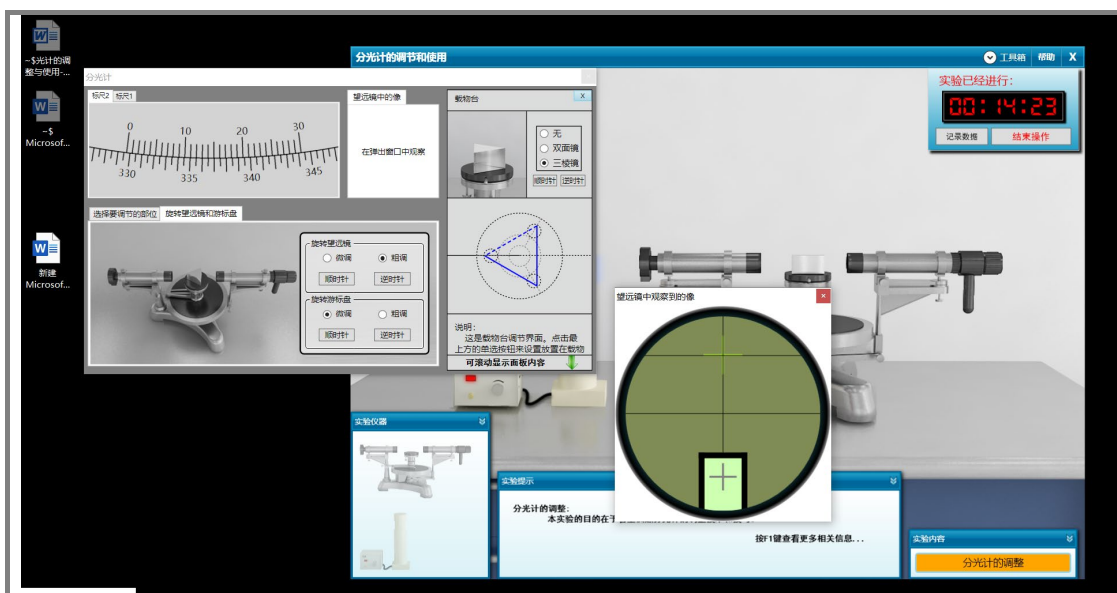 ~$光计的调
整与使用-...
~$
Microsof...
新建
Microsof...
分光计的调节和使用
工具箱 帮助 X
实验已经进行:
00:14:23
记录数据 结束操作
分光计
标尺2 标尺1
0 10 20 30
330 335 340 345
望远镜中的像
在弹出窗口中观察
载物台
x
无
双面镜
三棱镜
顺时针 逆时针
选择要调节的部位 旋转望远镜和游标盘
旋转望远镜
微调 粗调
顺时针 逆时针
旋转游标盘
微调 粗调
顺时针 逆时针
说明:
这是载物台调节界面。点击最
上方的单选按钮来设置放置在载物
可滚动显示面板内容
望远镜中观察到的像
实验仪器
实验提示
分光计的调整:
本实验的目的在于
按F1键查看更多相关信息...
实验内容
分光计的调整